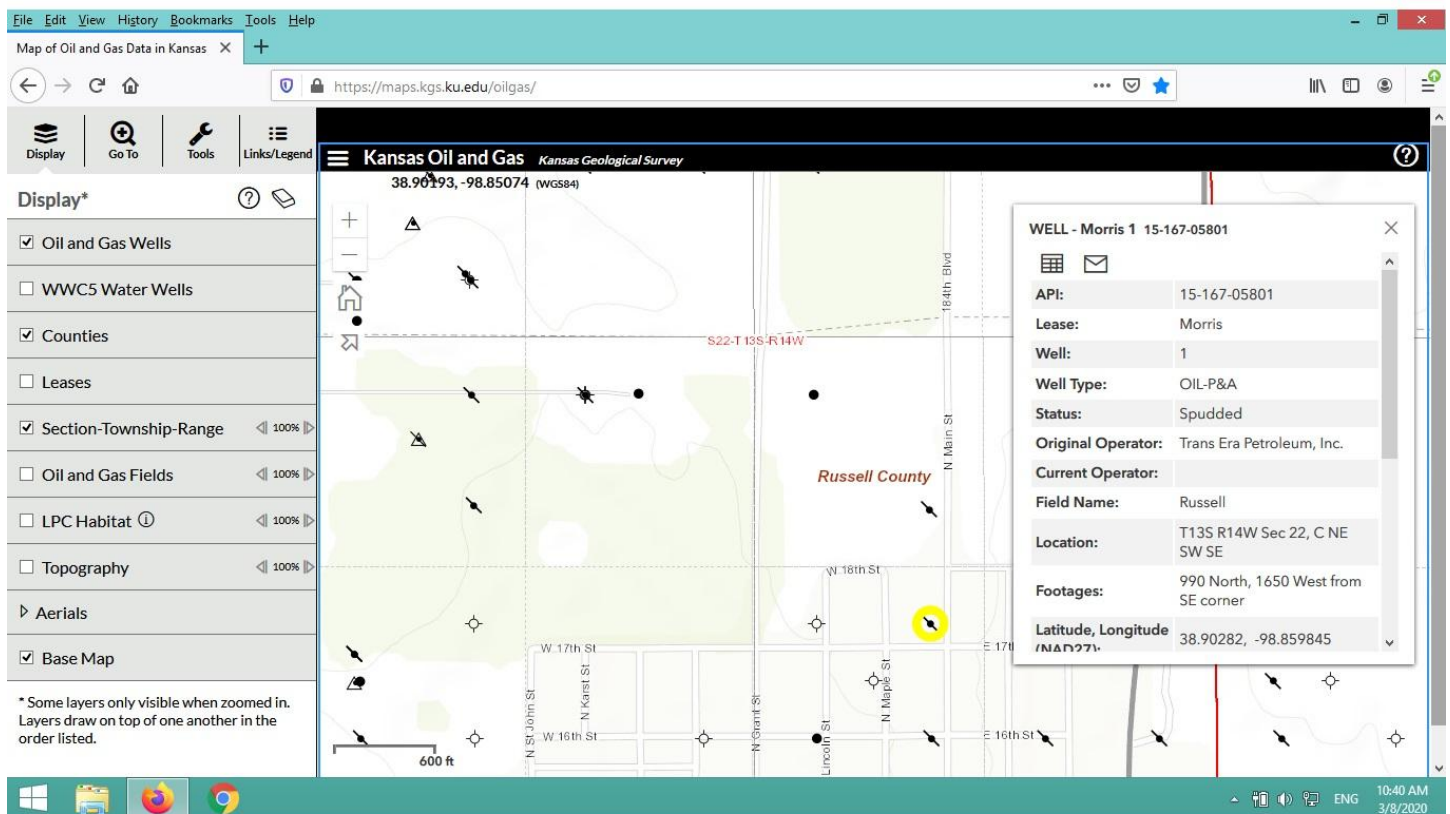 File Edit View History Bookmarks Tools Help
Map of Oil and Gas Data in Kansas
https://maps.kgs.ku.edu/oilgas/
Display Go To Tools Links/Legend
Kansas Oil and Gas Kansas Geological Survey
38.90193, -98.85074 (WGS84)
Display*
Oil and Gas Wells
WWC5 Water Wells
Counties
Leases
Section-Township-Range 100%
Oil and Gas Fields 100%
LPC Habitat 100%
Topography 100%
Aerials
Base Map
* Some layers only visible when zoomed in.
Layers draw on top of one another in the
order listed.
184th Blvd
S22-T13S-R14W
N Main St
Russell County
W 18th St
W 17th St
E 17th
N St John St
N Karst St
N Grant St
N Maple St
Lincoln St
W 16th St
E 16th St
600 ft
WELL - Morris 1 15-167-05801
API: 15-167-05801
Lease: Morris
Well: 1
Well Type: OIL-P&A
Status: Spudded
Original Operator: Trans Era Petroleum, Inc.
Current Operator:
Field Name: Russell
Location: T13S R14W Sec 22, C NE
SW SE
Footages: 990 North, 1650 West from
SE corner
Latitude, Longitude
(NAD27): 38.90282, -98.859845
ENG
10:40 AM
3/8/2020